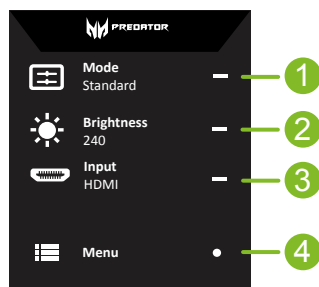 PREDATOR
Mode
Standard
1
Brightness
240
2
Input
HDMI
3
Menu
4